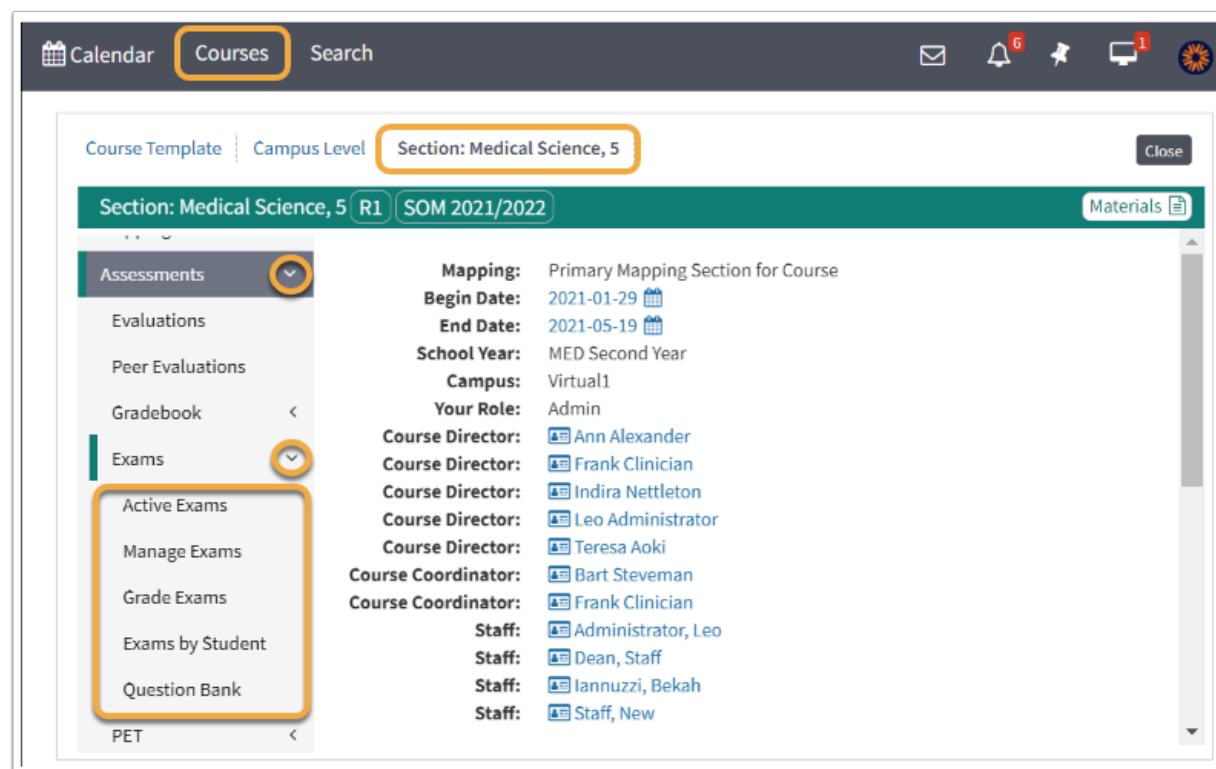 Calendar Courses Search 6 1
Course Template Campus Level Section: Medical Science, 5 Close
Section: Medical Science, 5 R1 SOM 2021/2022 Materials
Assessments
Evaluations
Peer Evaluations
Gradebook
Exams
Active Exams
Manage Exams
Grade Exams
Exams by Student
Question Bank
PET
Mapping: Primary Mapping Section for Course
Begin Date: 2021-01-29
End Date: 2021-05-19
School Year: MED Second Year
Campus: Virtual1
Your Role: Admin
Course Director: Ann Alexander
Course Director: Frank Clinician
Course Director: Indira Nettleton
Course Director: Leo Administrator
Course Director: Teresa Aoki
Course Coordinator: Bart Steveman
Course Coordinator: Frank Clinician
Staff: Administrator, Leo
Staff: Dean, Staff
Staff: Iannuzzi, Bekah
Staff: Staff, New